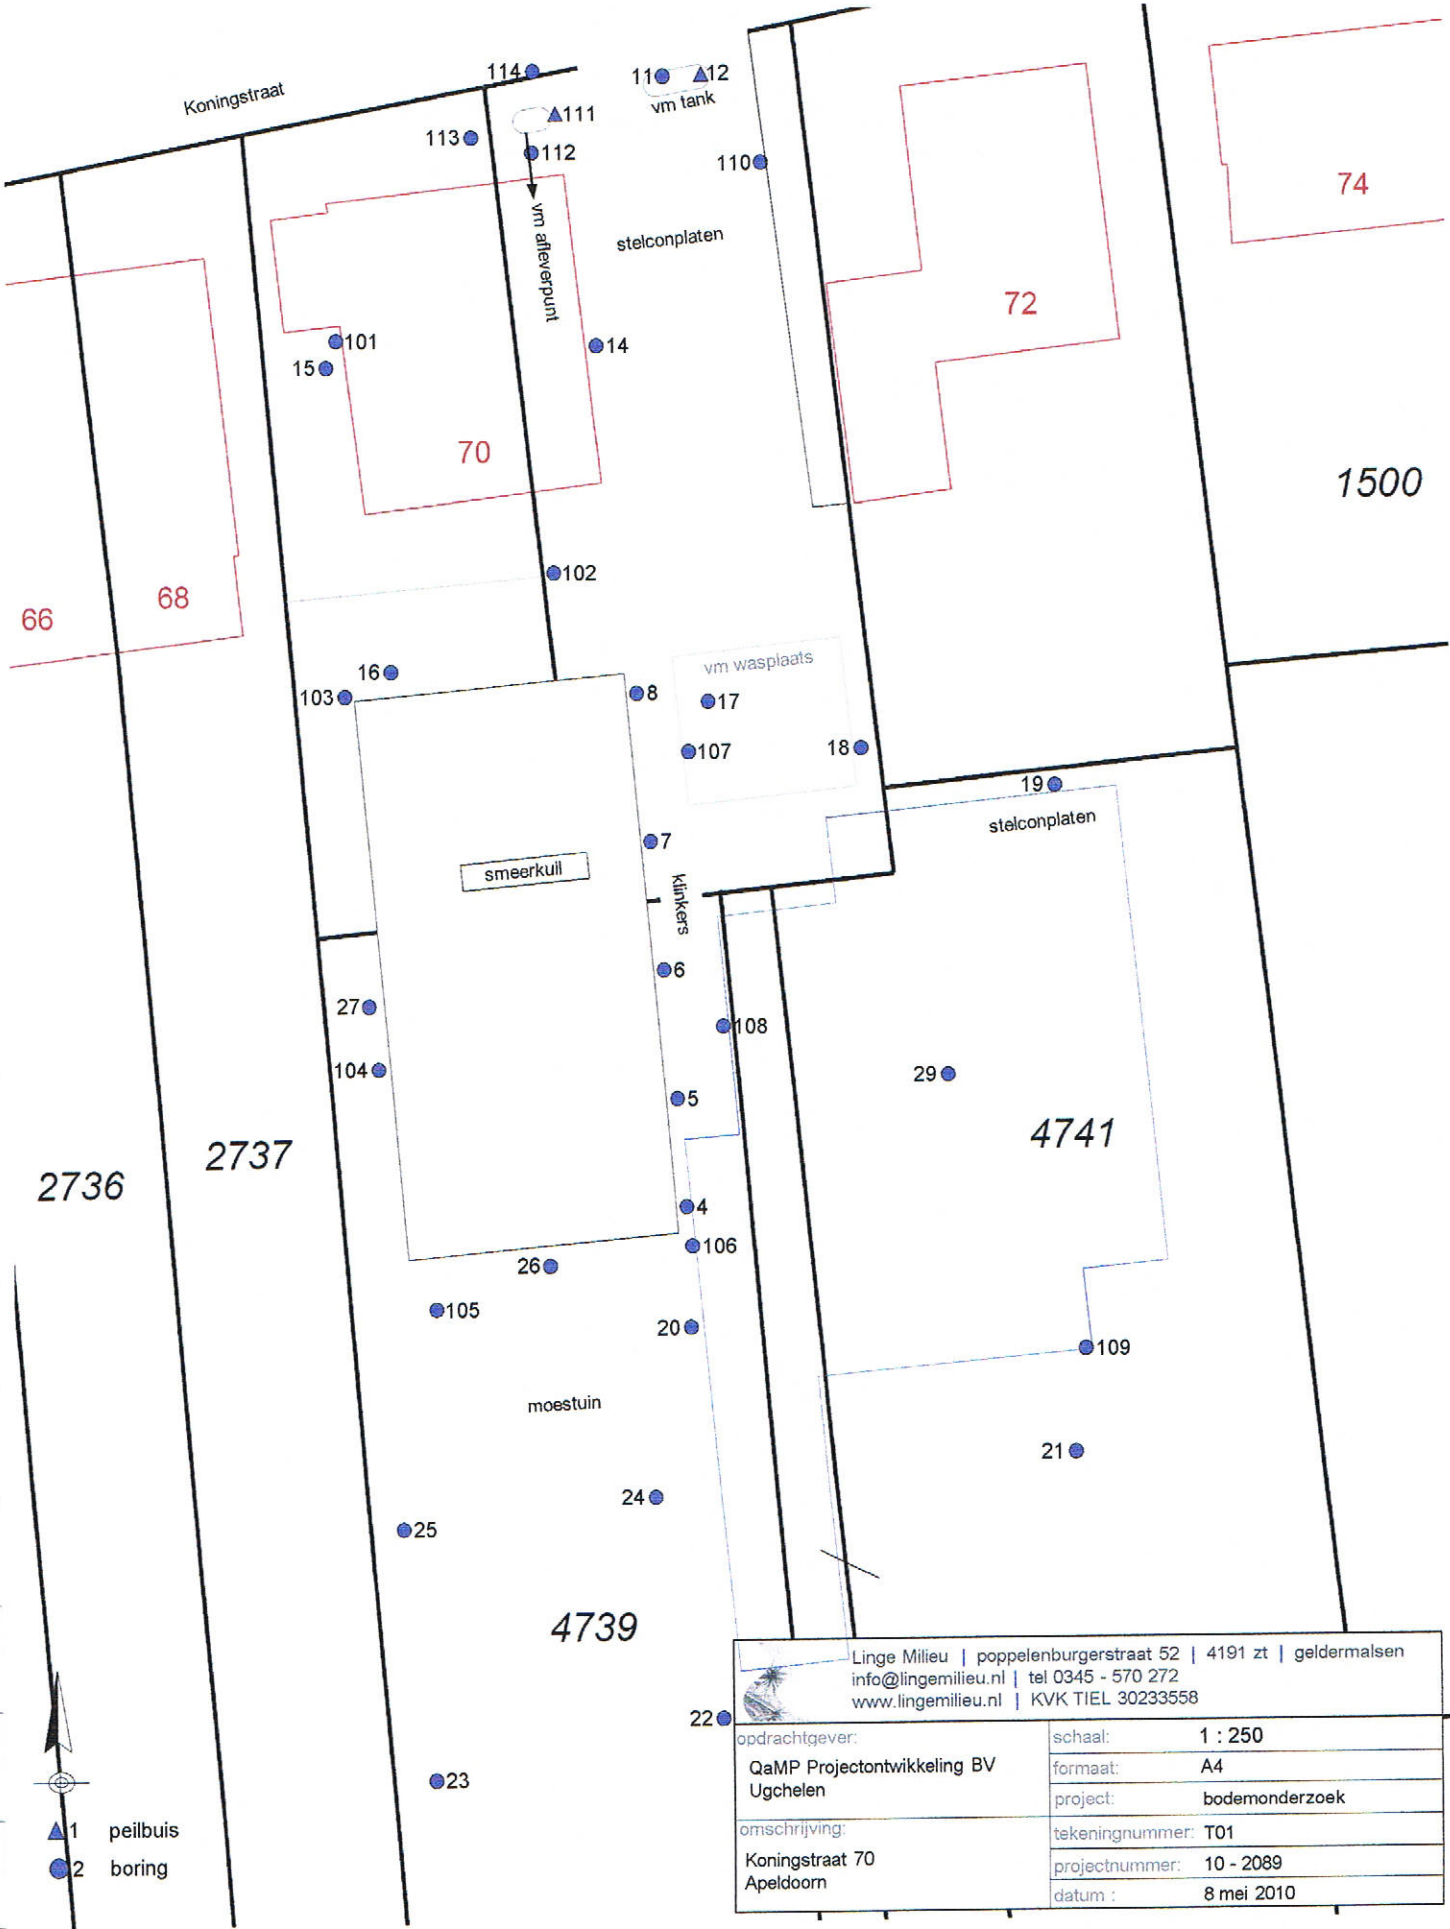 114
11
12
Koningstraat
vm tank
111
113
112
110
74
vm afleverpunt
stelconplaten
72
101
14
15
70
1500
102
68
66
vm wasplaats
16
103
8
17
107
18
19
stelconplaten
7
smeerkuil
klinkers
6
27
108
104
29
5
4741
2737
2736
4
106
26
105
20
109
moestuin
21
24
25
4739
22
23
1 peilbuis
2 boring
Linge Milieu | poppelenburgerstraat 52 | 4191 zt | geldermalsen
info@lingemilieu.nl | tel 0345 - 570 272
www.lingemilieu.nl | KVK TIEL 30233558
opdrachtgever:
QaMP Projectontwikkeling BV
Ugchelen
omschrijving:
Koningstraat 70
Apeldoorn
schaal: 1 : 250
formaat: A4
project: bodemonderzoek
tekeningnummer: T01
projectnummer: 10 - 2089
datum : 8 mei 2010